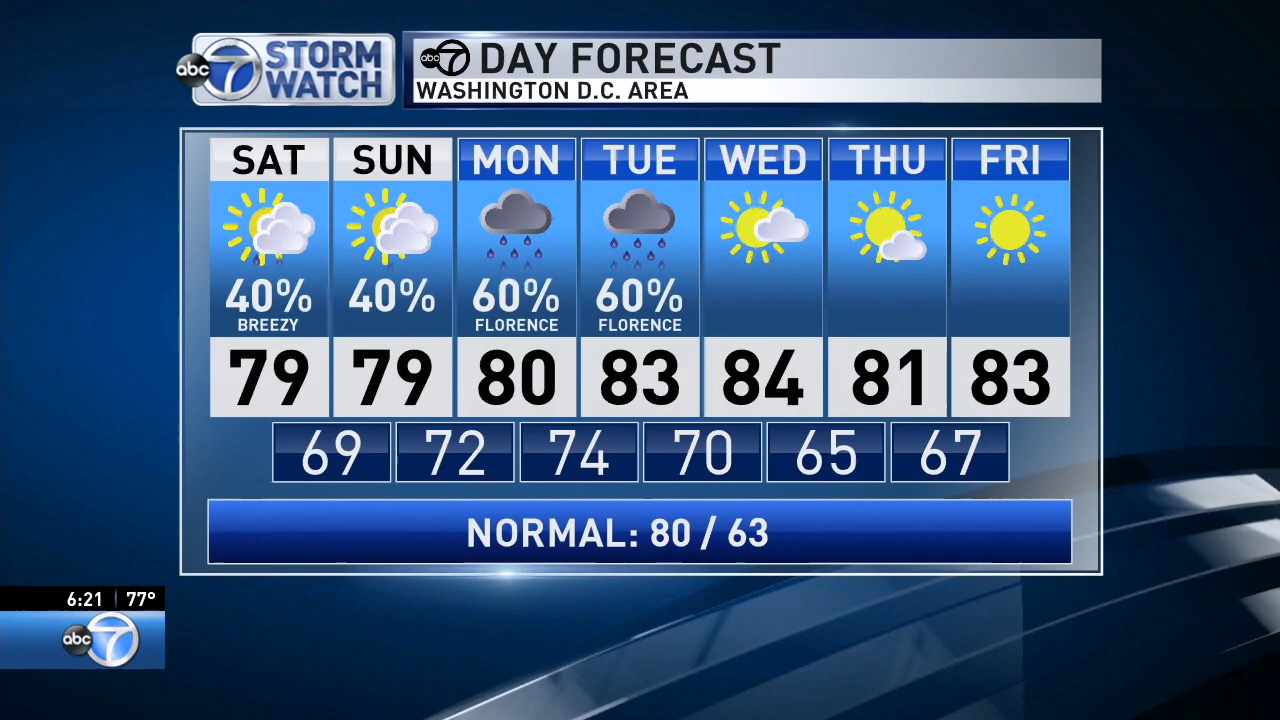 abc 7 STORM WATCH
abc 7 DAY FORECAST
WASHINGTON D.C. AREA
SAT SUN MON TUE WED THU FRI
40% 40% 60% 60%
BREEZY FLORENCE FLORENCE
79 79 80 83 84 81 83
69 72 74 70 65 67
NORMAL: 80 / 63
6:21 77°
abc 7